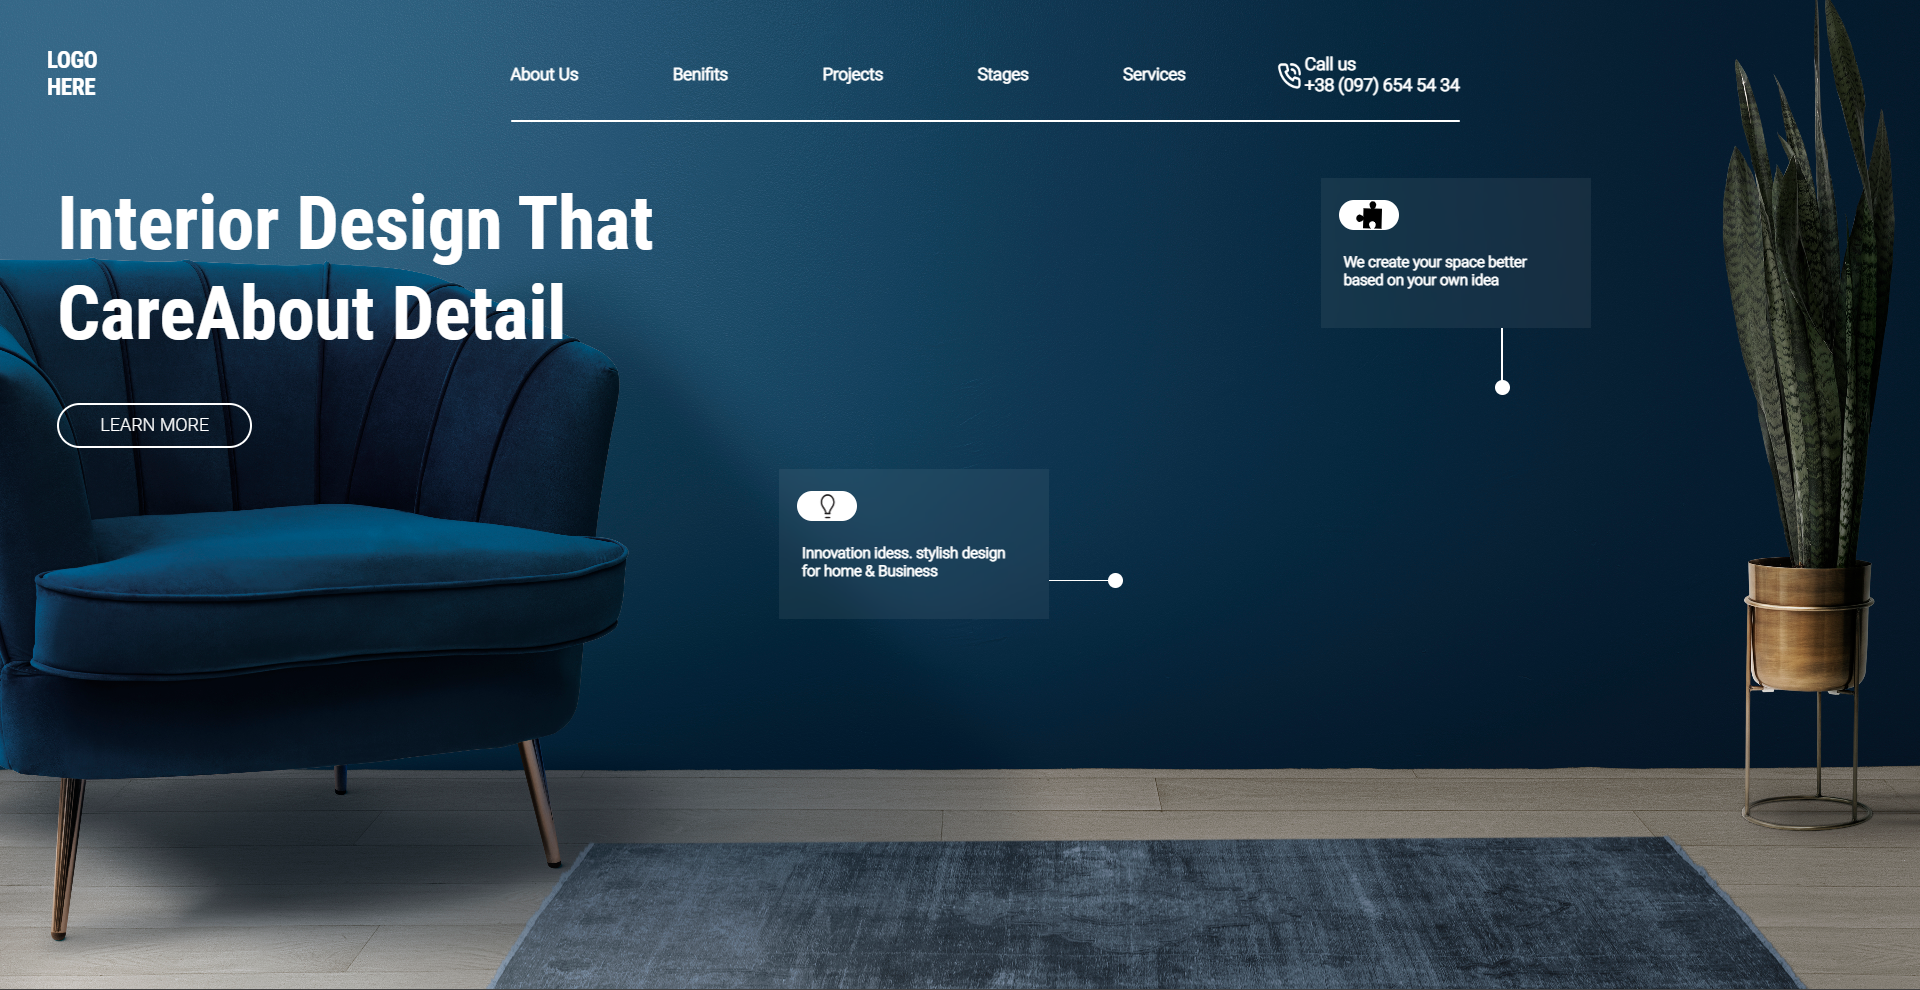 LOGO
HERE
About Us
Benifits
Projects
Stages
Services
Call us
+38 (097) 654 54 34
Interior Design That
CareAbout Detail
LEARN MORE
We create your space better
based on your own idea
Innovation idess. stylish design
for home & Business